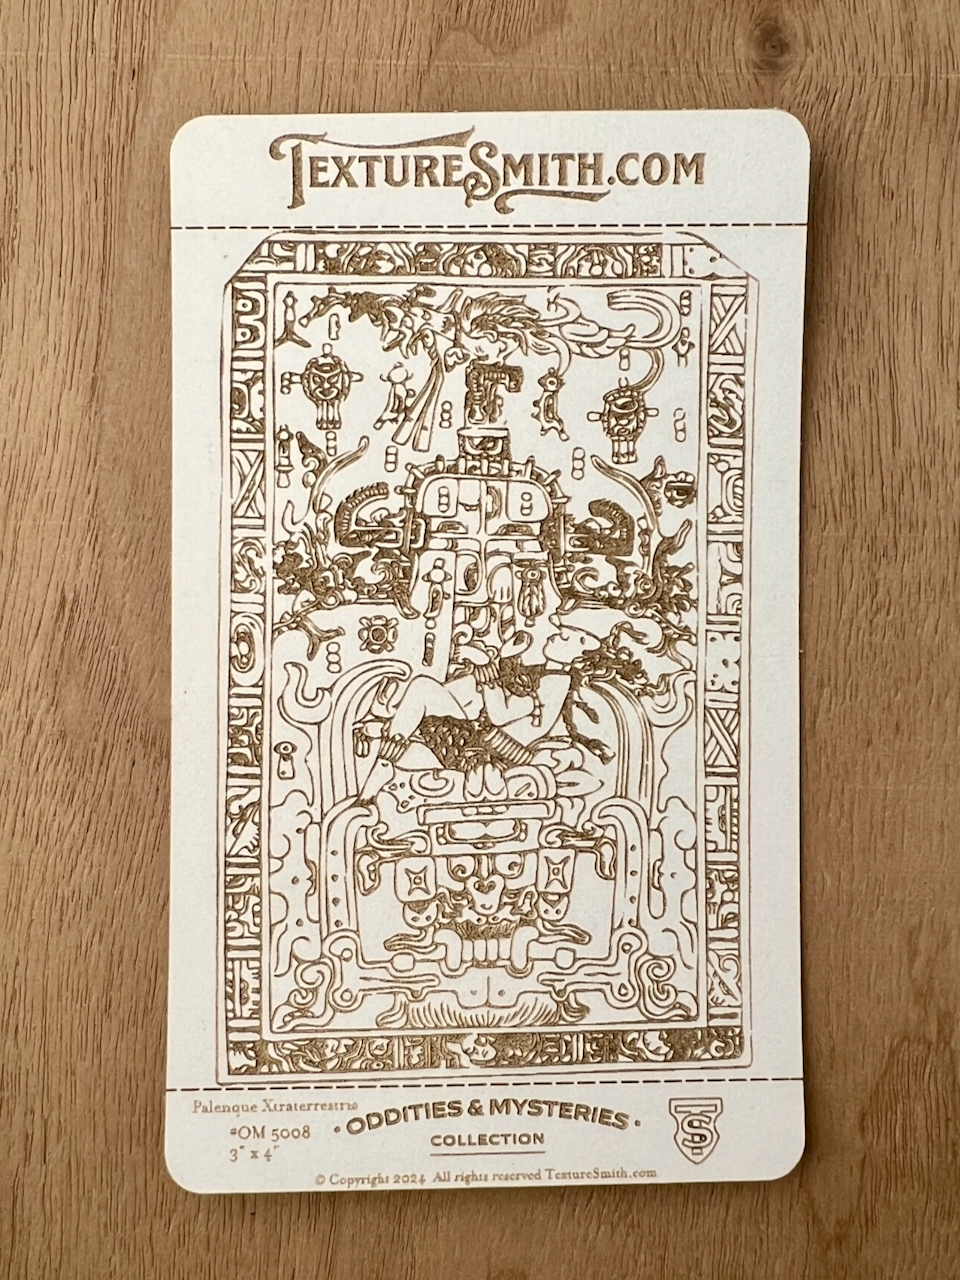 TEXTURESMITH.COM
Palenque Xtraterrestris
#OM 5008
3" x 4"
ODDITIES & MYSTERIES
COLLECTION
TS
© Copyright 2024 All rights reserved TextureSmith.com